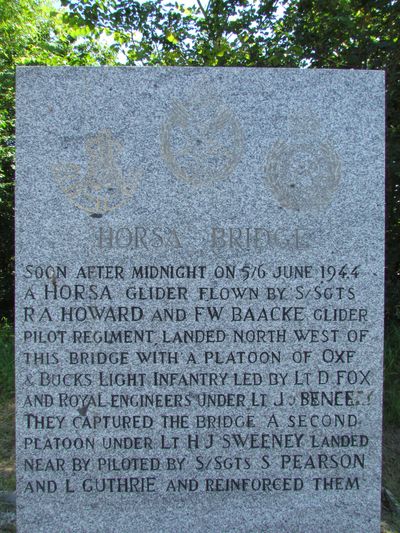 HORSA BRIDGE
SOON AFTER MIDNIGHT ON 5/6 JUNE 1944
A HORSA GLIDER FLOWN BY S/SGTS
R A HOWARD AND F W BAACKE GLIDER
PILOT REGIMENT LANDED NORTH WEST OF
THIS BRIDGE WITH A PLATOON OF OXF
& BUCKS LIGHT INFANTRY LED BY LT D FOX
AND ROYAL ENGINEERS UNDER LT J BENCE
THEY CAPTURED THE BRIDGE A SECOND
PLATOON UNDER LT H J SWEENEY LANDED
NEAR BY PILOTED BY S/SGTS S PEARSON
AND L GUTHRIE AND REINFORCED THEM